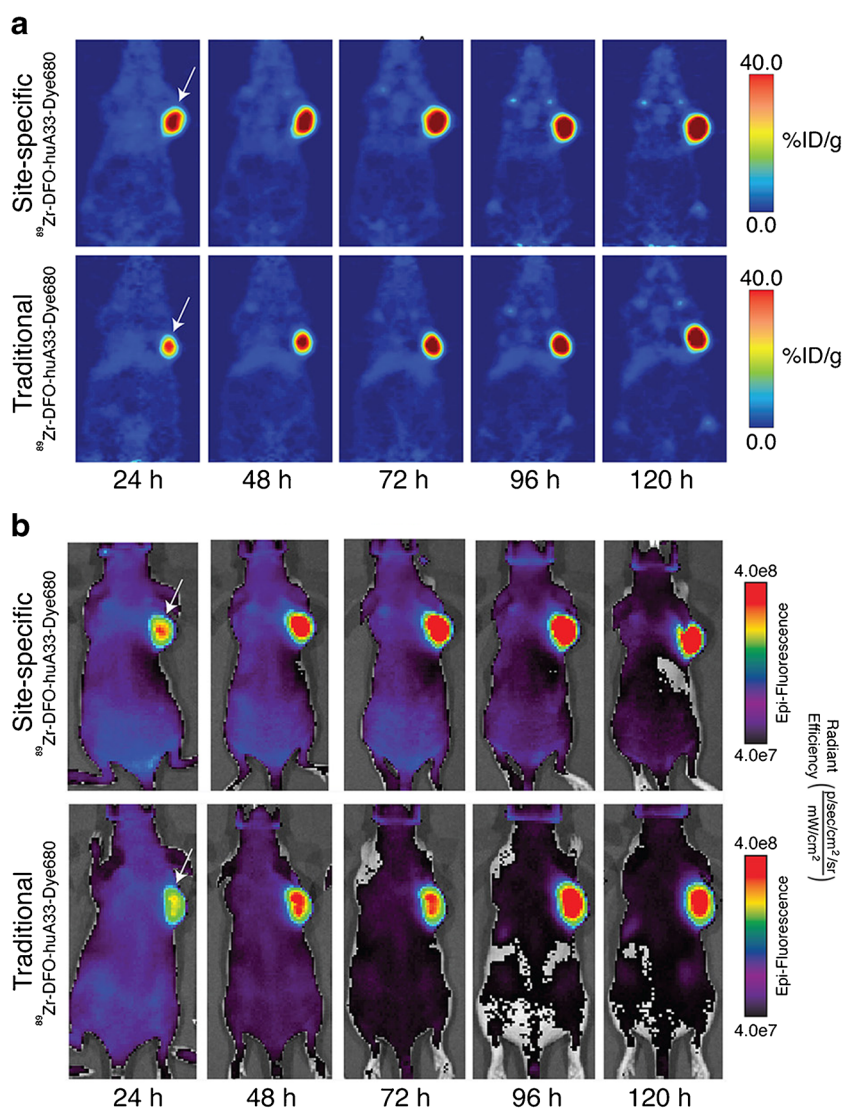 a
Site-specific
⁸⁹Zr-DFO-huA33-Dye680
40.0
%ID/g
0.0
Traditional
⁸⁹Zr-DFO-huA33-Dye680
40.0
%ID/g
0.0
24 h 48 h 72 h 96 h 120 h
b
Site-specific
⁸⁹Zr-DFO-huA33-Dye680
4.0e8
Epi-Fluorescence
4.0e7
Traditional
⁸⁹Zr-DFO-huA33-Dye680
4.0e8
Epi-Fluorescence
4.0e7
Radiant
Efficiency (p/sec/cm²/sr
mW/cm²)
24 h 48 h 72 h 96 h 120 h